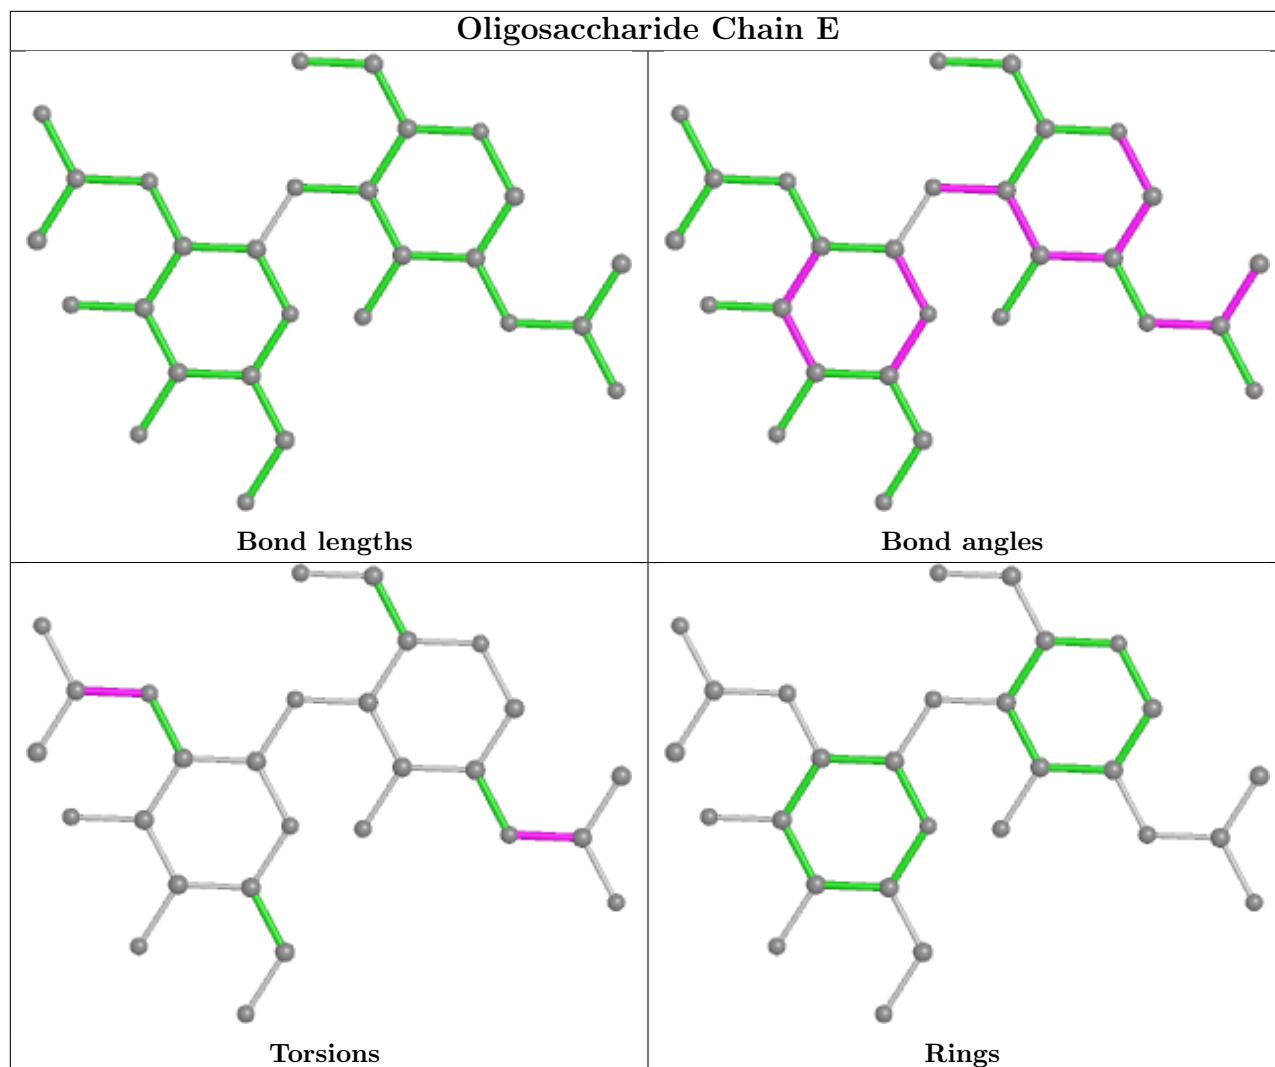 Oligosaccharide Chain E
Bond lengths
Bond angles
Torsions
Rings